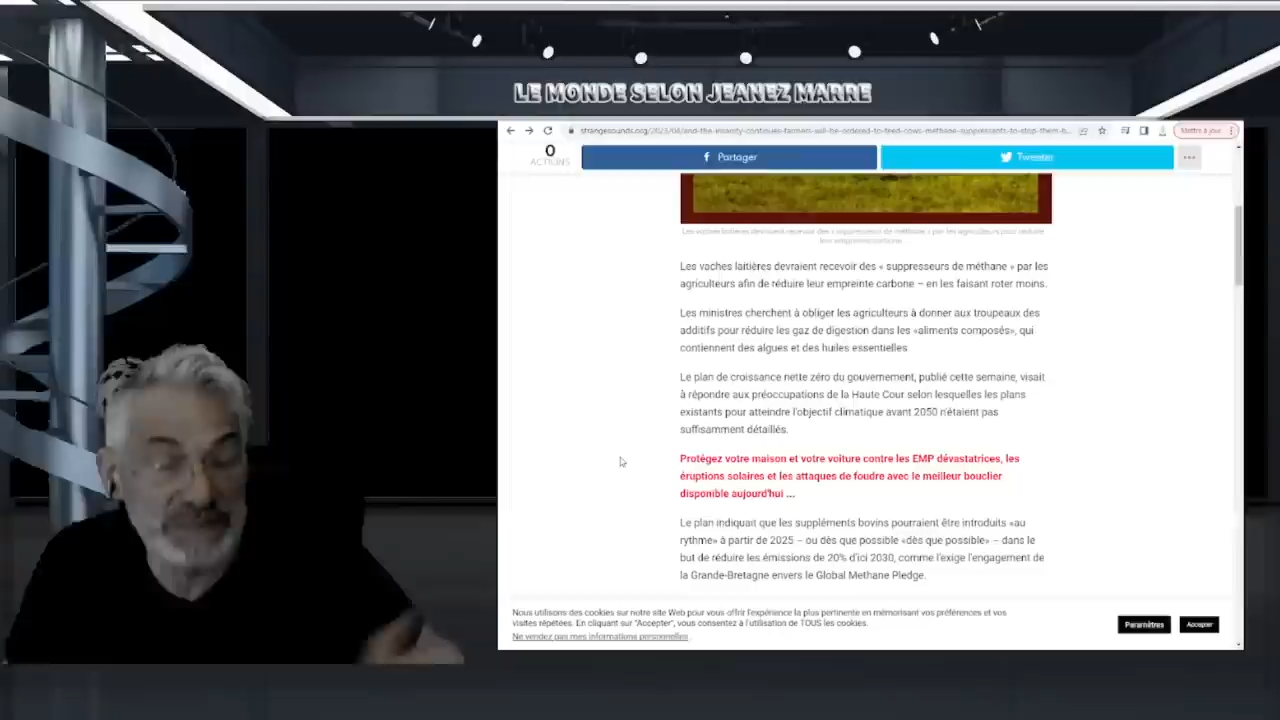 LE MONDE SELON JEANEZ MARRE
strangesounds.org/2023/04/and-the-insanity-continues-farmers-will-be-ordered-to-feed-cows-methane-suppressants-to-stop-them-b...
Mettre à jour
0
ACTIONS
Partager
Tweeter
Les vaches laitières devraient recevoir des « suppresseurs de méthane » par les agriculteurs pour réduire
leur empreinte carbone
Les vaches laitières devraient recevoir des « suppresseurs de méthane » par les
agriculteurs afin de réduire leur empreinte carbone – en les faisant roter moins.
Les ministres cherchent à obliger les agriculteurs à donner aux troupeaux des
additifs pour réduire les gaz de digestion dans les «aliments composés», qui
contiennent des algues et des huiles essentielles
Le plan de croissance nette zéro du gouvernement, publié cette semaine, visait
à répondre aux préoccupations de la Haute Cour selon lesquelles les plans
existants pour atteindre l'objectif climatique avant 2050 n'étaient pas
suffisamment détaillés.
Protégez votre maison et votre voiture contre les EMP dévastatrices, les
éruptions solaires et les attaques de foudre avec le meilleur bouclier
disponible aujourd'hui ...
Le plan indiquait que les suppléments bovins pourraient être introduits «au
rythme» à partir de 2025 – ou dès que possible «dès que possible» – dans le
but de réduire les émissions de 20% d'ici 2030, comme l'exige l'engagement de
la Grande-Bretagne envers le Global Methane Pledge.
Nous utilisons des cookies sur notre site Web pour vous offrir l'expérience la plus pertinente en mémorisant vos préférences et vos
visites répétées. En cliquant sur "Accepter", vous consentez à l'utilisation de TOUS les cookies.
Ne vendez pas mes informations personnelles.
Paramètres
Accepter